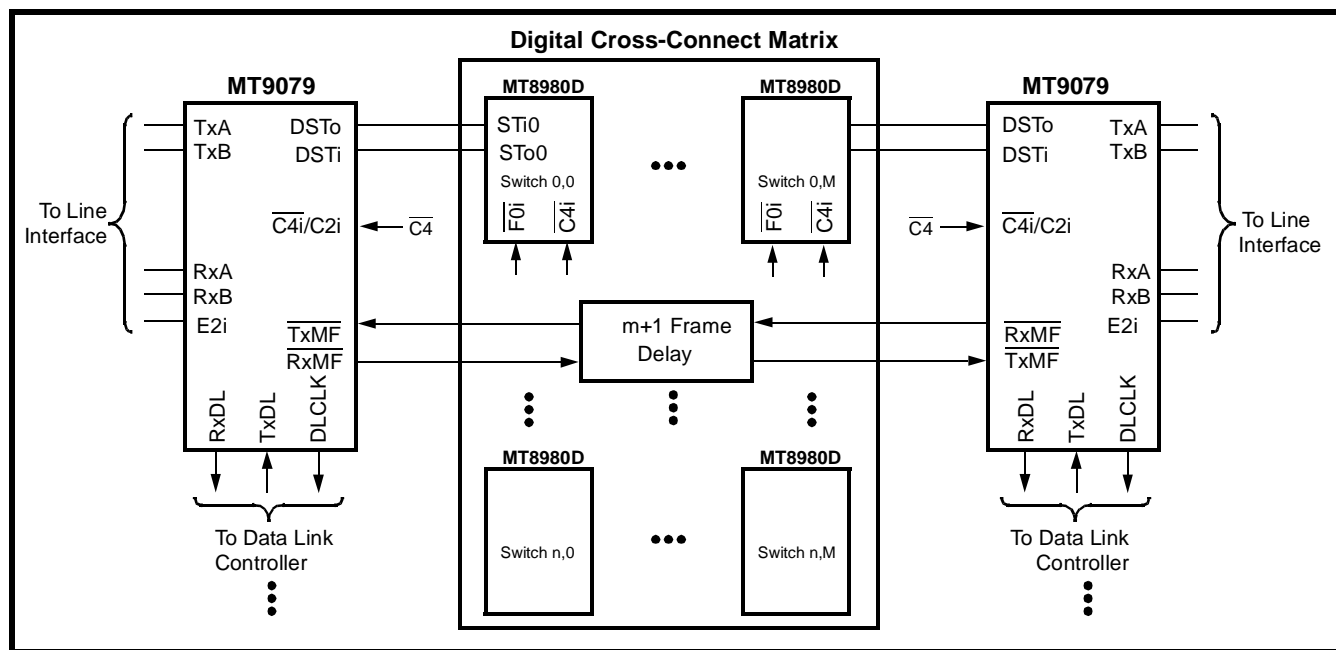 Digital Cross-Connect Matrix
MT9079
TxA
TxB
DSTo
DSTi
C4i/C2i
C4
RxA
RxB
E2i
TxMF
RxMF
RxDL
TxDL
DLCLK
To Line
Interface
To Data Link
Controller
MT8980D
STi0
STo0
Switch 0,0
F0i
C4i
MT8980D
Switch 0,M
F0i
C4i
m+1 Frame
Delay
MT8980D
Switch n,0
MT8980D
Switch n,M
MT9079
DSTo
DSTi
TxA
TxB
C4
C4i/C2i
RxA
RxB
E2i
RxMF
TxMF
RxDL
TxDL
DLCLK
To Line
Interface
To Data Link
Controller